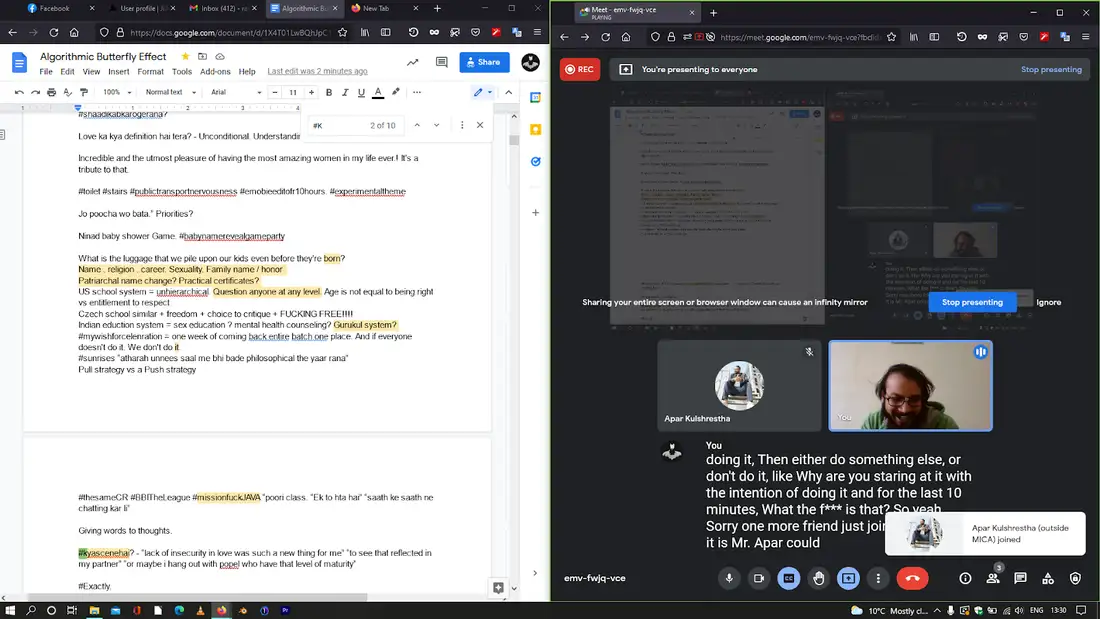 Facebook
User profile
Inbox (412)
Algorithmic B
New Tab
https://docs.google.com/document/d/1X4T01LwBQhJpC
Algorithmic Butterfly Effect
File Edit View Insert Format Tools Add-ons Help Last edit was 2 minutes ago
Share
100% Normal text Arial 11 B I U A
#K 2 of 10
#shaadikabkarogerana?
Love ka kya definition hai tera? - Unconditional. Understandin
Incredible and the utmost pleasure of having the most amazing women in my life ever.! It's a
tribute to that.
#toilet #stairs #publictransportnervousness #emobieeditofr10hours. #experimentaltheme
Jo poocha wo bata." Priorities?
Ninad baby shower Game. #babynamerevealgameparty
What is the luggage that we pile upon our kids even before they're born?
Name , religion , career. Sexuality. Family name / honor
Patriarchal name change? Practical certificates?
US school system = unhierarchical. Question anyone at any level. Age is not equal to being right
vs entitlement to respect
Czech school similar + freedom + choice to critique + FUCKING FREE!!!!!
Indian eduction system = sex education ? mental health counseling? Gurukul system?
#mywishforcelenration = one week of coming back entire batch one place. And if everyone
doesn't do it. We don't do it
#sunrises "atharah unnees saal me bhi bade philosophical the yaar rana"
Pull strategy vs a Push strategy
#thesameCR #BBITheLeague #missionfuckJAVA "poori class. "Ek to hta hai" "saath ke saath ne
chatting kar li"
Giving words to thoughts.
#kyascenehai? - "lack of insecurity in love was such a new thing for me" "to see that reflected in
my partner" "or maybe i hang out with popel who have that level of maturity"
#Exactly.
Meet - emv-fwjq-vce
PLAYING
https://meet.google.com/emv-fwjq-vce?fbclid
REC
You're presenting to everyone
Stop presenting
Sharing your entire screen or browser window can cause an infinity mirror
Stop presenting
Ignore
Apar Kulshrestha
You
You
doing it, Then either do something else, or
don't do it, like Why are you staring at it with
the intention of doing it and for the last 10
minutes, What the f*** is that? So yeah
Sorry one more friend just joi
it is Mr. Apar could
Apar Kulshrestha (outside
MICA) joined
emv-fwjq-vce
3
10°C Mostly cl...
ENG
13:30